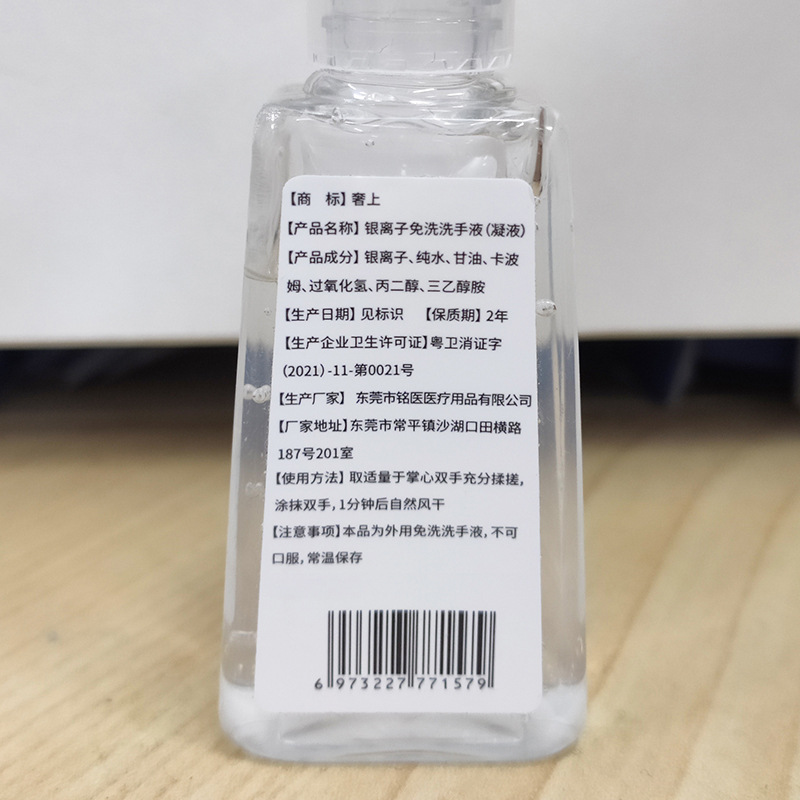 【商 标】奢上
【产品名称】银离子免洗洗手液(凝液)
【产品成分】银离子、纯水、甘油、卡波
姆、过氧化氢、丙二醇、三乙醇胺
【生产日期】见标识 【保质期】2年
【生产企业卫生许可证】粤卫消证字
(2021)-11-第0021号
【生产厂家】 东莞市铭医医疗用品有限公司
【厂家地址】东莞市常平镇沙湖口田横路
187号201室
【使用方法】取适量于掌心双手充分揉搓,
涂抹双手,1分钟后自然风干
【注意事项】本品为外用免洗洗手液,不可
口服,常温保存
6 973227 771579